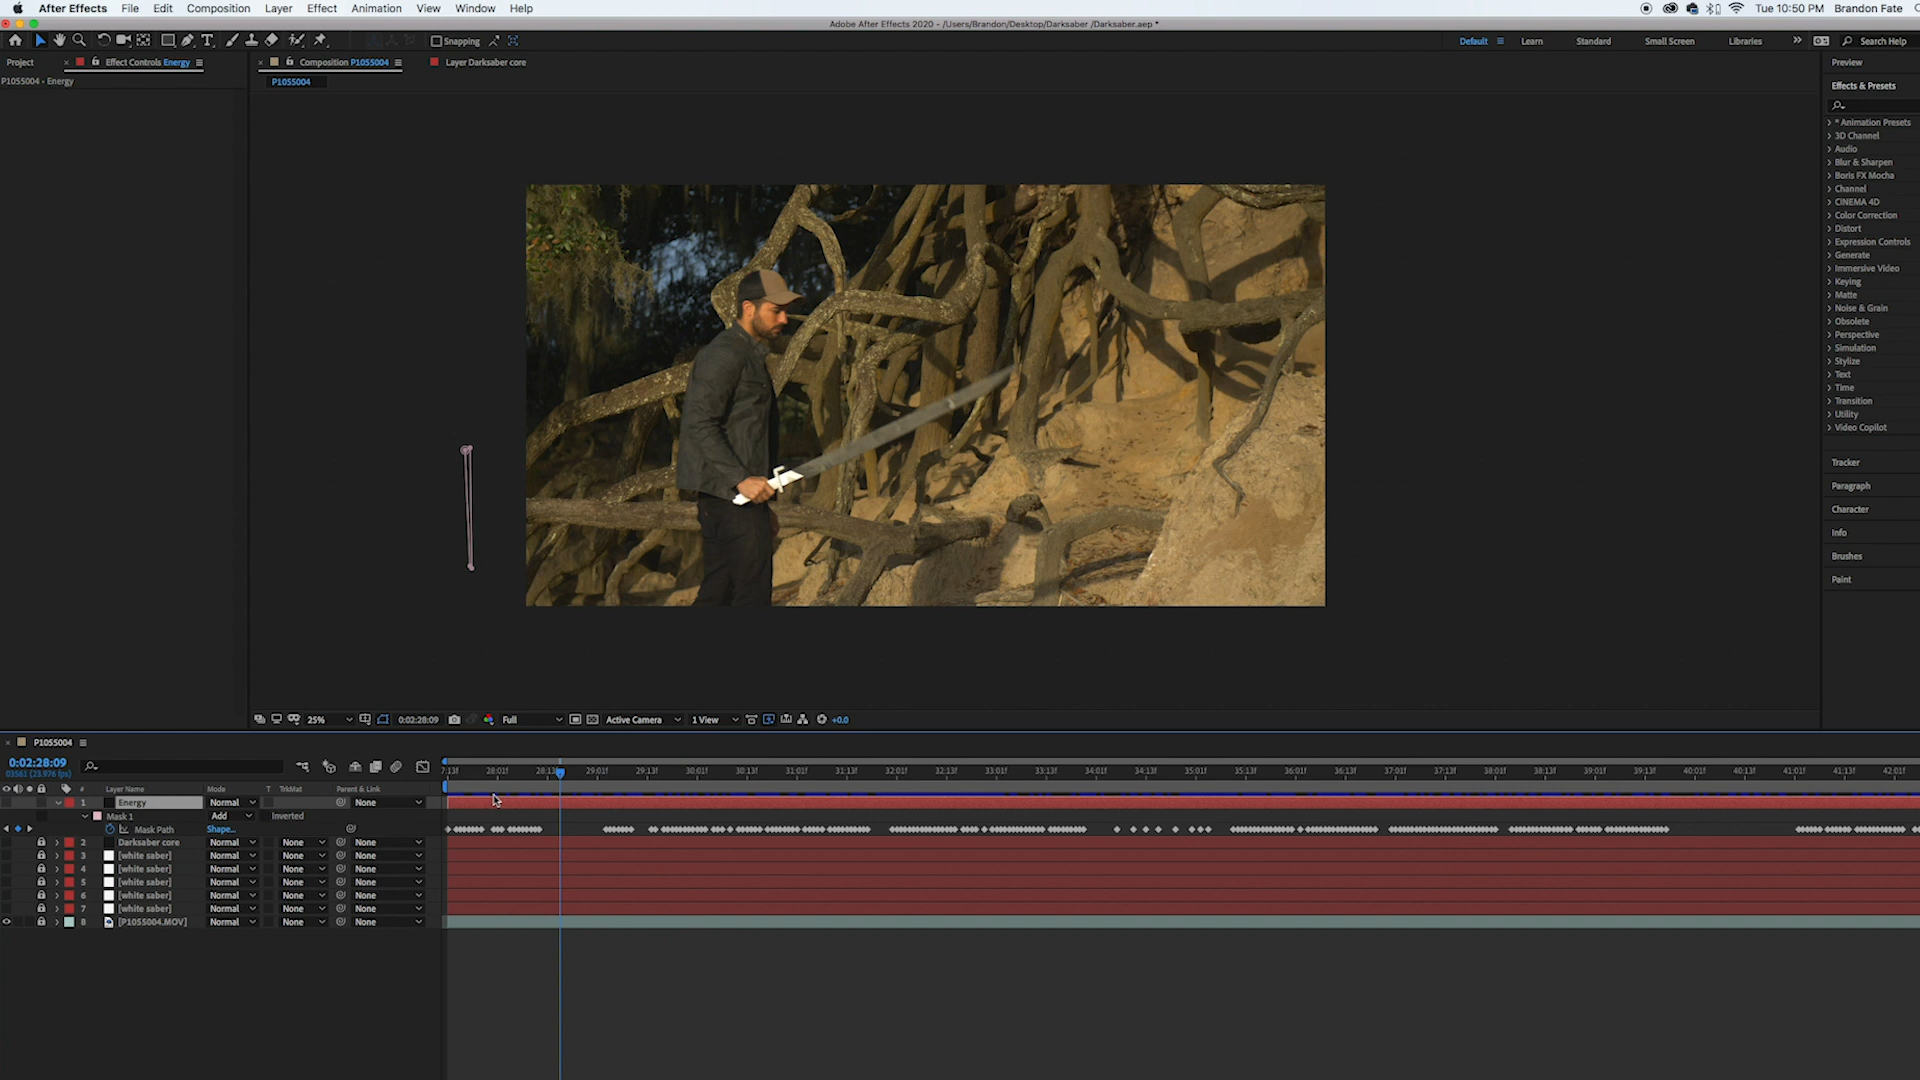 After Effects File Edit Composition Layer Effect Animation View Window Help Tue 10:50 PM Brandon Fate
Adobe After Effects 2020 - /Users/Brandon/Desktop/Darksaber /Darksaber.aep *
Snapping Default Learn Standard Small Screen Libraries Search Help
Project Effect Controls Energy Composition P1055004 Layer Darksaber core
P1055004 • Energy
P1055004
Preview
Effects & Presets
* Animation Presets
3D Channel
Audio
Blur & Sharpen
Boris FX Mocha
Channel
CINEMA 4D
Color Correction
Distort
Expression Controls
Generate
Immersive Video
Keying
Matte
Noise & Grain
Obsolete
Perspective
Simulation
Stylize
Text
Time
Transition
Utility
Video Copilot
Tracker
Paragraph
Character
Info
Brushes
Paint
25% 0:02:28:09 Full Active Camera 1 View +0.0
P1055004
0:02:28:09
03561 (23.976 fps)
7:13f 28:01f 28:13f 29:01f 29:13f 30:01f 30:13f 31:01f 31:13f 32:01f 32:13f 33:01f 33:13f 34:01f 34:13f 35:01f 35:13f 36:01f 36:13f 37:01f 37:13f 38:01f 38:13f 39:01f 39:13f 40:01f 40:13f 41:01f 41:13f 42:01f
# Layer Name Mode T TrkMat Parent & Link
1 Energy Normal None
Mask 1 Add Inverted
Mask Path Shape...
2 Darksaber core Normal None None
3 [white saber] Normal None None
4 [white saber] Normal None None
5 [white saber] Normal None None
6 [white saber] Normal None None
7 [white saber] Normal None None
8 [P1055004.MOV] Normal None None